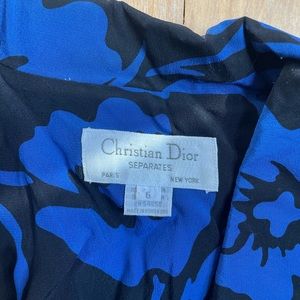 Christian Dior
SEPARATES
PARIS NEW YORK
6